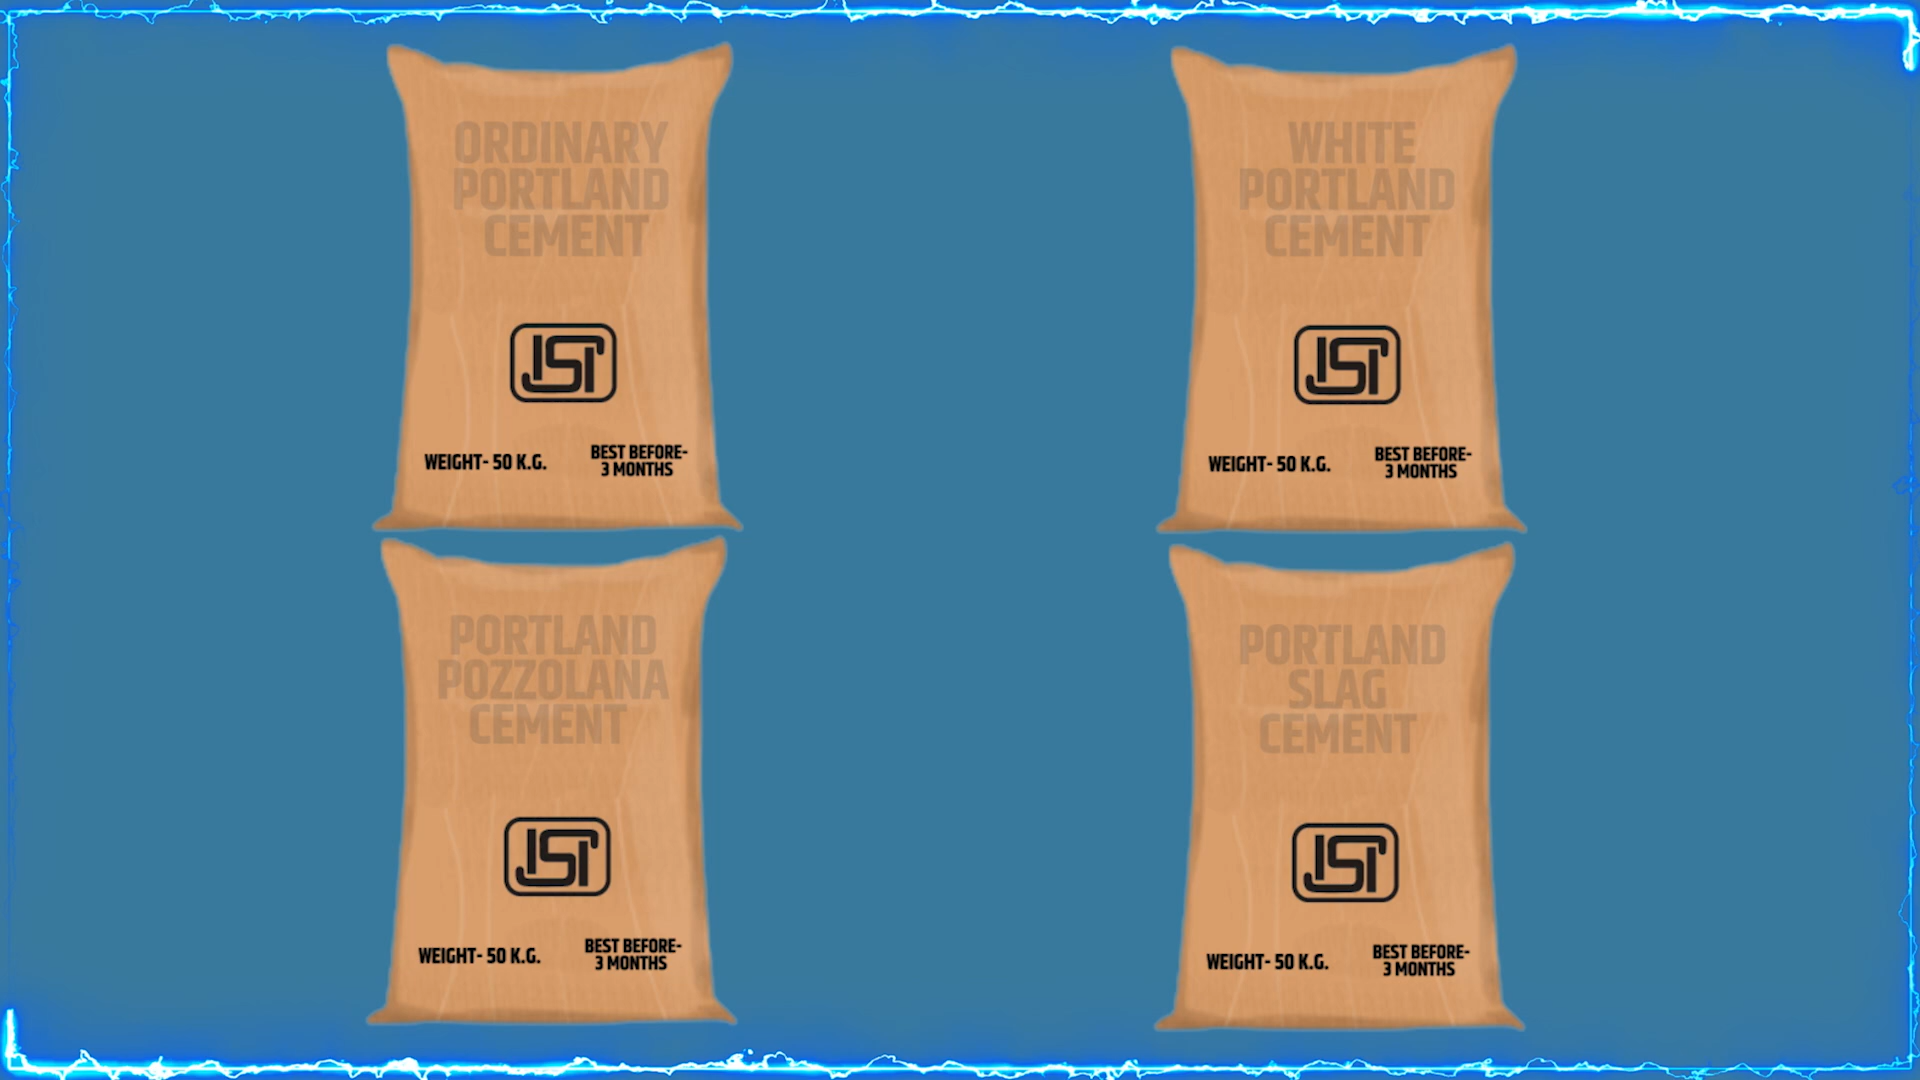 ORDINARY
PORTLAND
CEMENT
ISI
WEIGHT- 50 K.G.
BEST BEFORE-
3 MONTHS
WHITE
PORTLAND
CEMENT
ISI
WEIGHT- 50 K.G.
BEST BEFORE-
3 MONTHS
PORTLAND
POZZOLANA
CEMENT
ISI
WEIGHT- 50 K.G.
BEST BEFORE-
3 MONTHS
PORTLAND
SLAG
CEMENT
ISI
WEIGHT- 50 K.G.
BEST BEFORE-
3 MONTHS